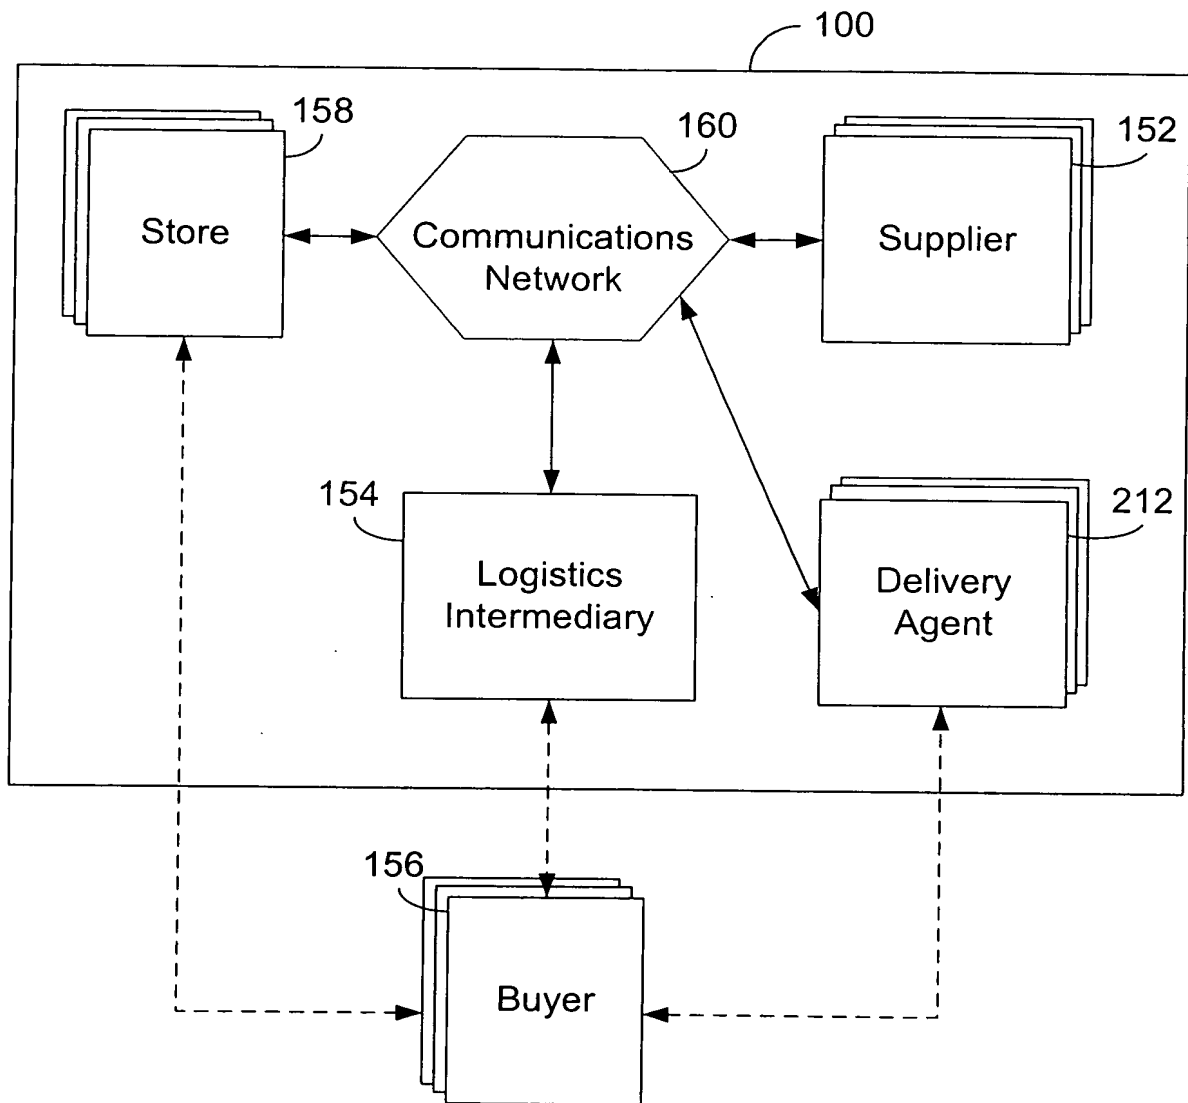 100
158
160
152
Store
Communications
Network
Supplier
154
212
Logistics
Intermediary
Delivery
Agent
156
Buyer